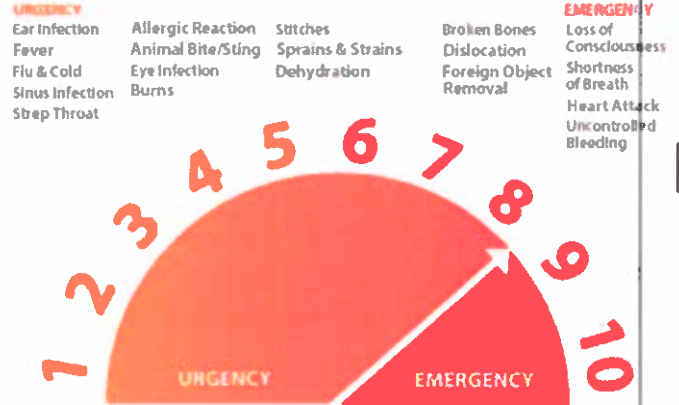 URGENCY
Ear Infection
Fever
Flu & Cold
Sinus Infection
Strep Throat
Allergic Reaction
Animal Bite/Sting
Eye Infection
Burns
Stitches
Sprains & Strains
Dehydration
Broken Bones
Dislocation
Foreign Object
Removal
EMERGENCY
Loss of
Consciousness
Shortness
of Breath
Heart Attack
Uncontrolled
Bleeding
1 2 3 4 5 6 7 8 9 10
URGENCY
EMERGENCY